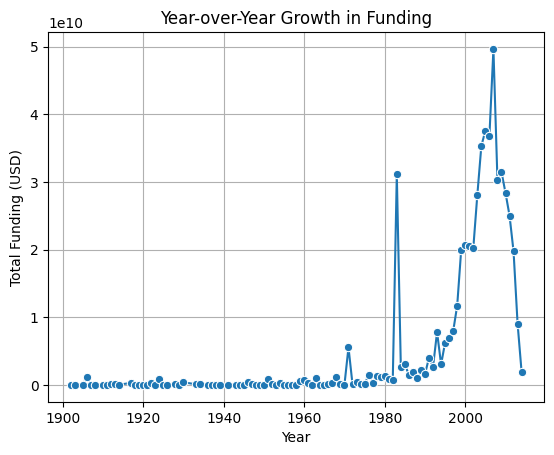 Year-over-Year Growth in Funding
1e10
5
4
3
2
1
0
Total Funding (USD)
1900 1920 1940 1960 1980 2000
Year